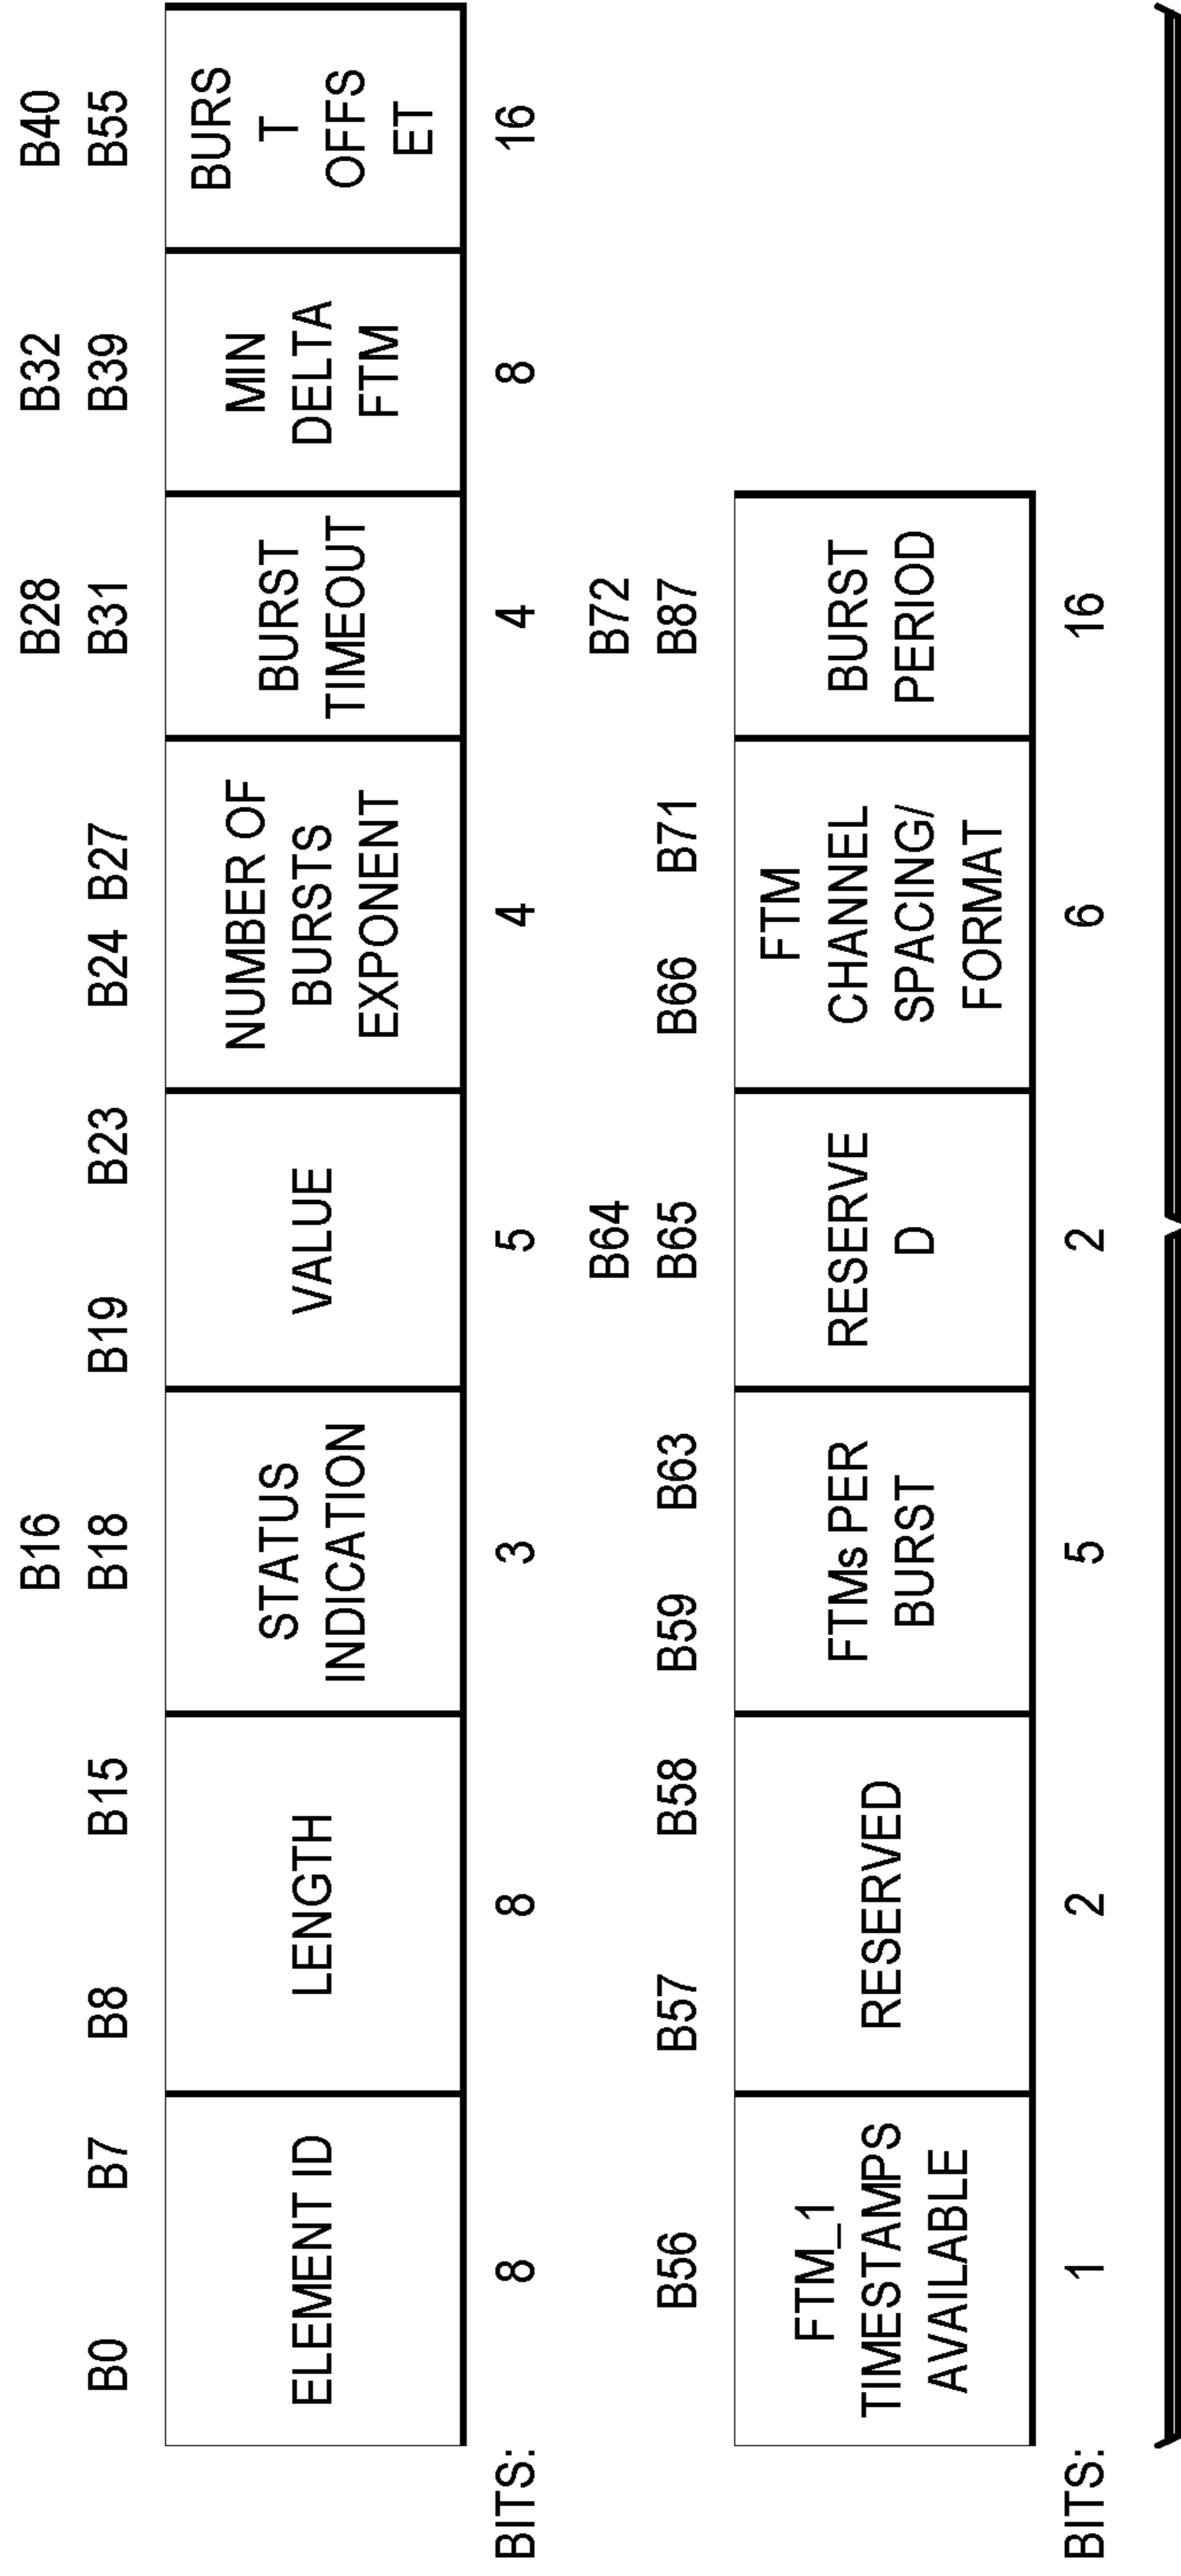 B0 B7 B8 B15 B16 B19 B23 B24 B27 B28 B32 B40
B18 B31 B39 B55
ELEMENT ID
LENGTH
STATUS
INDICATION
VALUE
NUMBER OF
BURSTS
EXPONENT
BURST
TIMEOUT
MIN
DELTA
FTM
BURS
T
OFFS
ET
BITS: 8 8 3 5 4 4 8 16
B64 B72
B56 B57 B58 B59 B63 B65 B66 B71 B87
FTM_1
TIMESTAMPS
AVAILABLE
RESERVED
FTMs PER
BURST
RESERVE
D
FTM
CHANNEL
SPACING/
FORMAT
BURST
PERIOD
BITS: 1 2 5 2 6 16